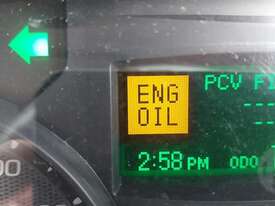 PCV
ENG
OIL
2:58 PM ODO